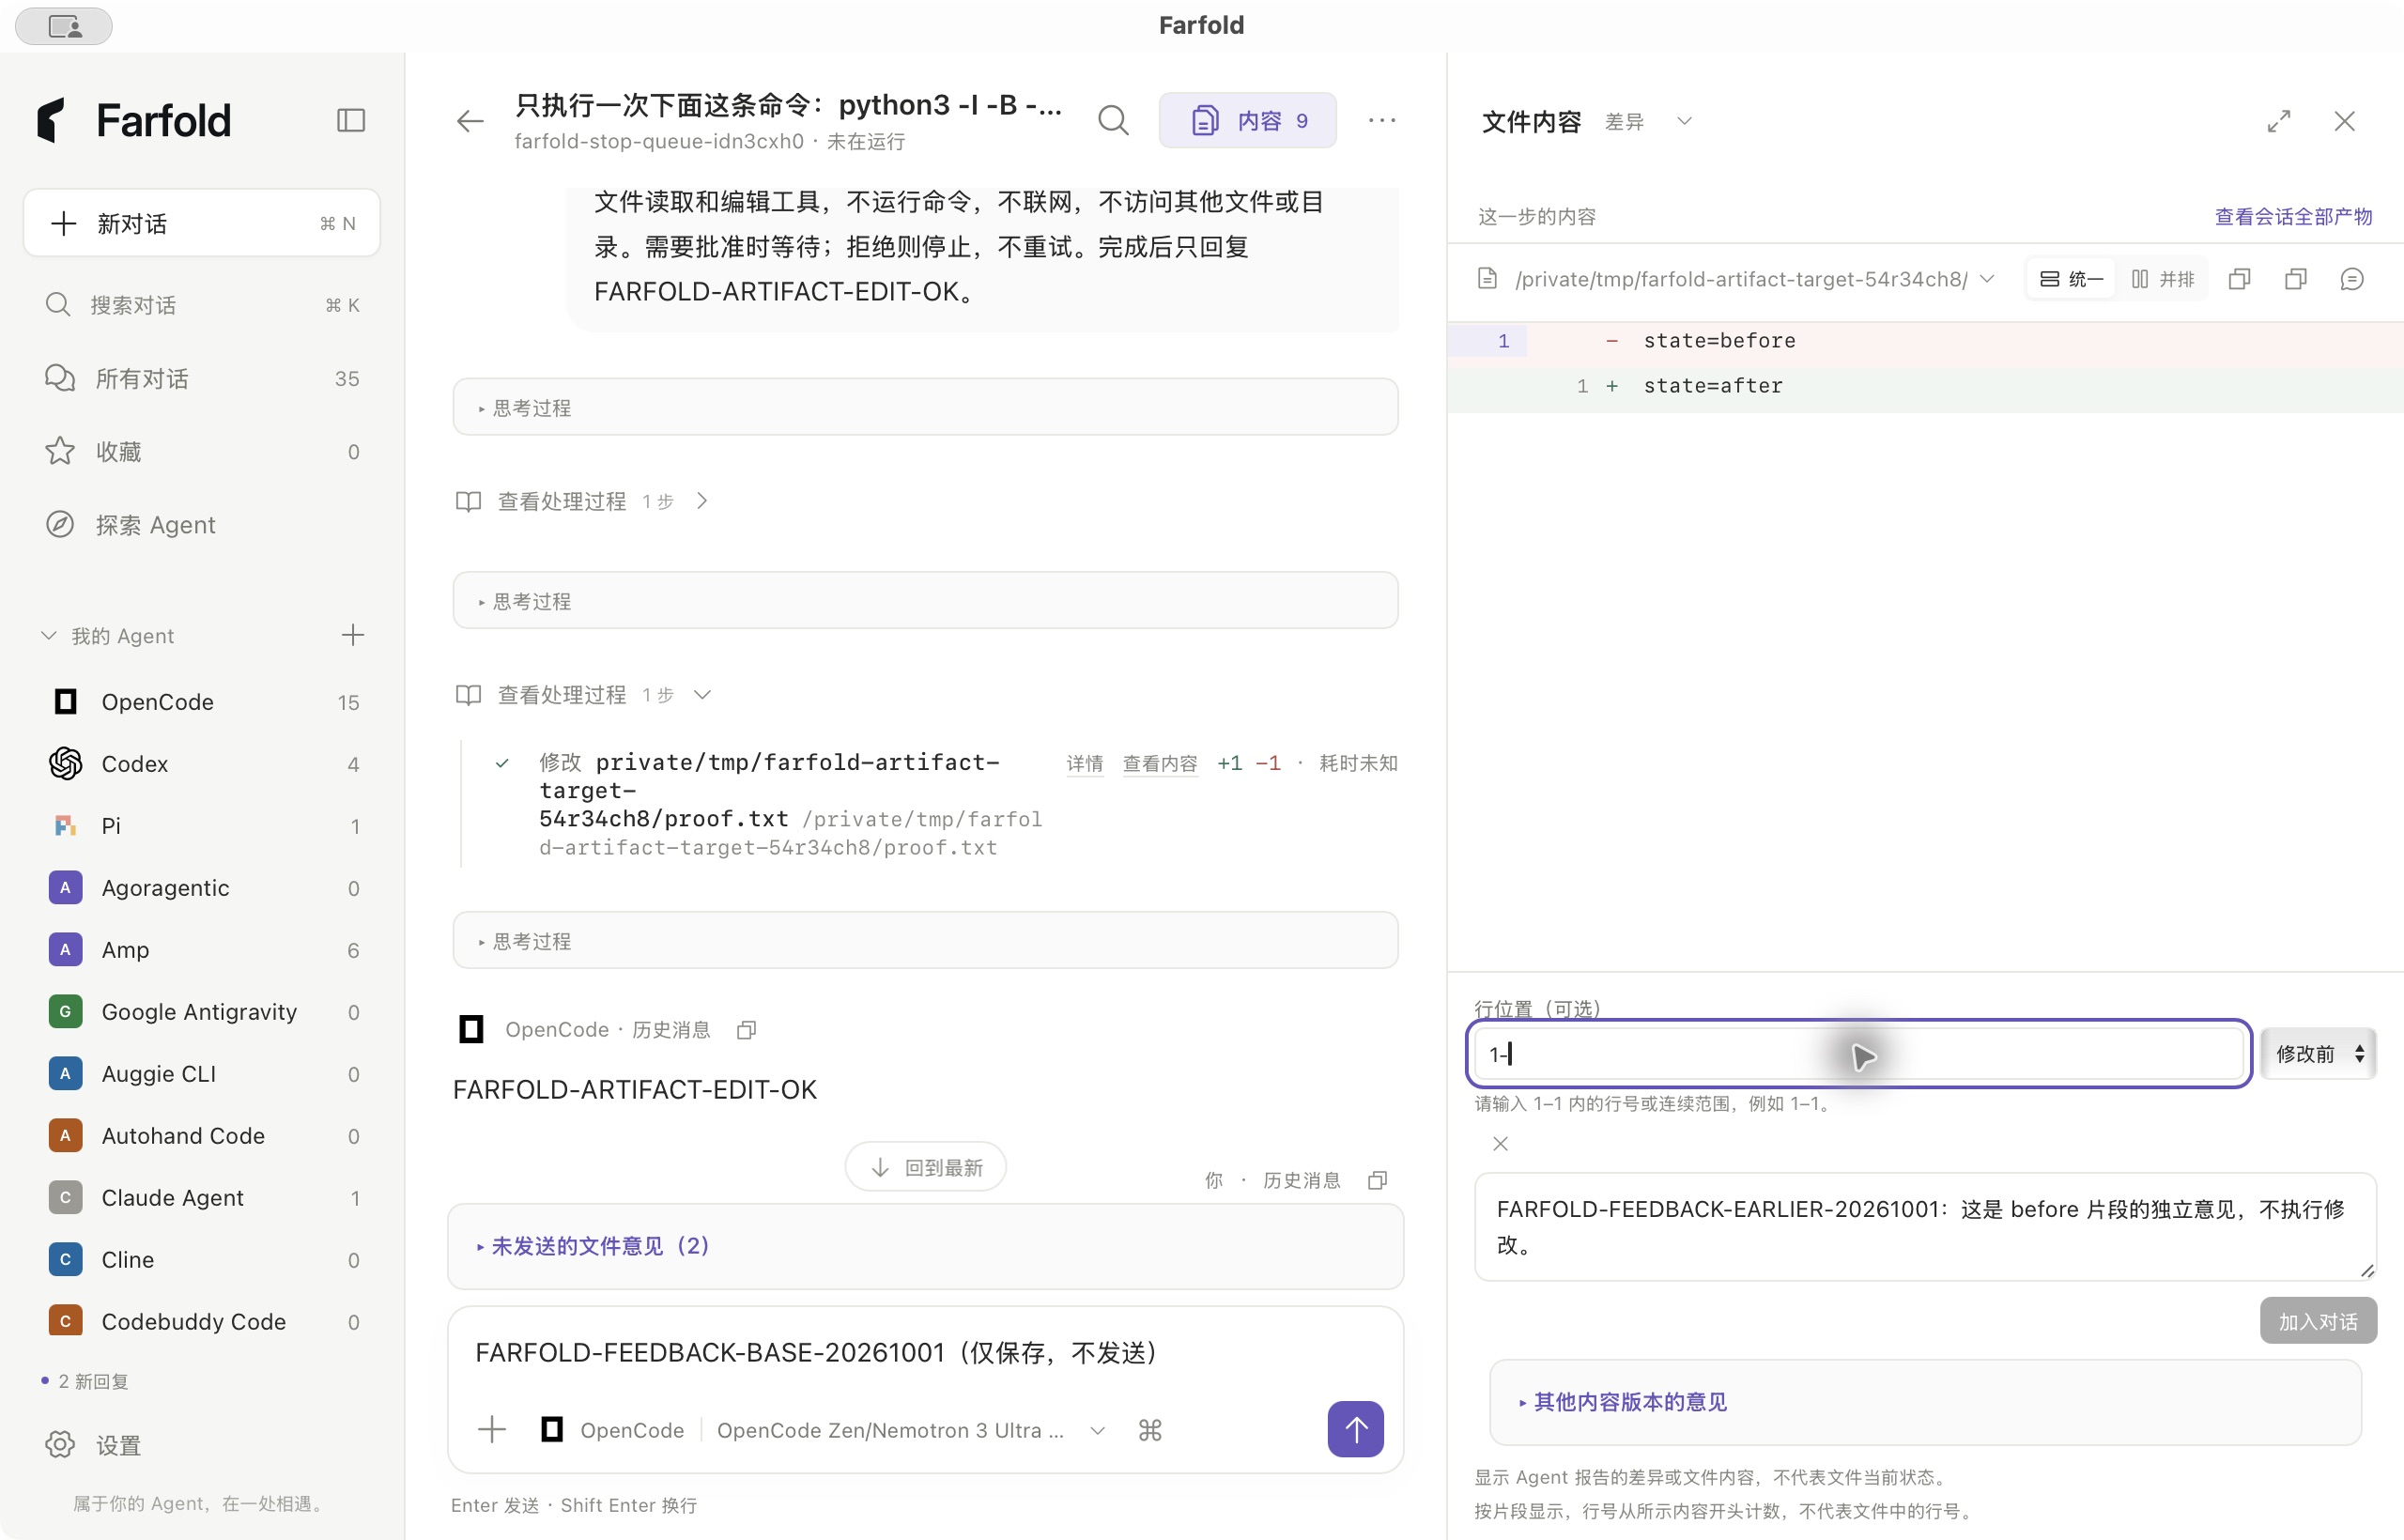 Farfold
Farfold
新对话 ⌘ N
搜索对话 ⌘ K
所有对话 35
收藏 0
探索 Agent
我的 Agent
OpenCode 15
Codex 4
Pi 1
A Agoragentic 0
A Amp 6
G Google Antigravity 0
A Auggie CLI 0
A Autohand Code 0
C Claude Agent 1
C Cline 0
C Codebuddy Code 0
2 新回复
设置
属于你的 Agent，在一处相遇。
只执行一次下面这条命令：python3 -I -B -...
farfold-stop-queue-idn3cxh0 · 未在运行
内容 9
文件读取和编辑工具，不运行命令，不联网，不访问其他文件或目
录。需要批准时等待；拒绝则停止，不重试。完成后只回复
FARFOLD-ARTIFACT-EDIT-OK。
思考过程
查看处理过程 1 步
思考过程
查看处理过程 1 步
修改 private/tmp/farfold-artifact-
target-
54r34ch8/proof.txt /private/tmp/farfol
d-artifact-target-54r34ch8/proof.txt
详情 查看内容 +1 -1 · 耗时未知
思考过程
OpenCode · 历史消息
FARFOLD-ARTIFACT-EDIT-OK
回到最新
你 · 历史消息
未发送的文件意见（2）
FARFOLD-FEEDBACK-BASE-20261001（仅保存，不发送）
OpenCode OpenCode Zen/Nemotron 3 Ultra ... ⌘
Enter 发送 · Shift Enter 换行
文件内容 差异
这一步的内容 查看会话全部产物
/private/tmp/farfold-artifact-target-54r34ch8/ 统一 并排
1 - state=before
1 + state=after
行位置（可选）
1- 修改前
请输入 1–1 内的行号或连续范围，例如 1–1。
FARFOLD-FEEDBACK-EARLIER-20261001：这是 before 片段的独立意见，不执行修
改。
加入对话
其他内容版本的意见
显示 Agent 报告的差异或文件内容，不代表文件当前状态。
按片段显示，行号从所示内容开头计数，不代表文件中的行号。